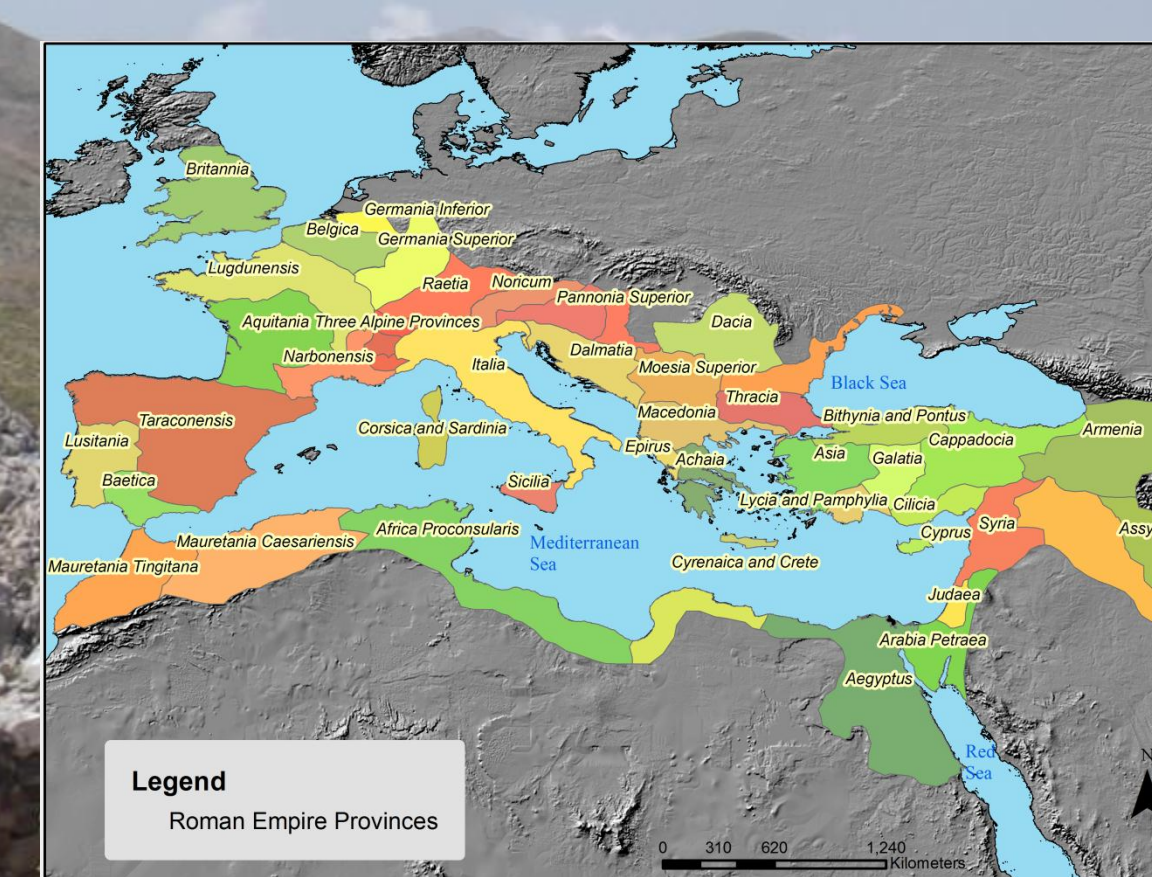 Britannia
Germania Inferior
Belgica
Germania Superior
Lugdunensis
Raetia
Noricum
Pannonia Superior
Aquitania
Three Alpine Provinces
Dacia
Narbonensis
Italia
Dalmatia
Moesia Superior
Black Sea
Thracia
Taraconensis
Corsica and Sardinia
Macedonia
Bithynia and Pontus
Armenia
Lusitania
Epirus
Achaia
Asia
Galatia
Cappadocia
Baetica
Sicilia
Lycia and Pamphylia
Cilicia
Mauretania Caesariensis
Africa Proconsularis
Cyprus
Syria
Assy
Mediterranean
Sea
Mauretania Tingitana
Cyrenaica and Crete
Judaea
Arabia Petraea
Aegyptus
Red
Sea
N
Legend
Roman Empire Provinces
0 310 620 1,240
Kilometers